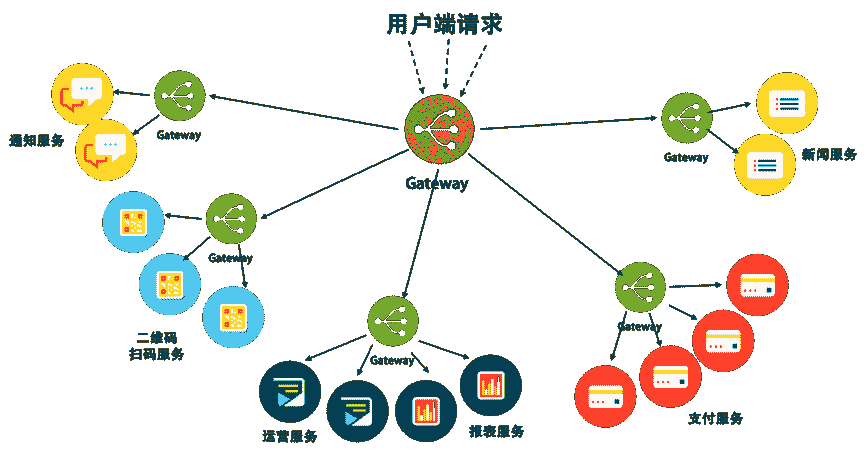 用户端请求
Gateway
Gateway
通知服务
Gateway
新闻服务
Gateway
二维码
扫码服务
Gateway
运营服务
报表服务
Gateway
支付服务